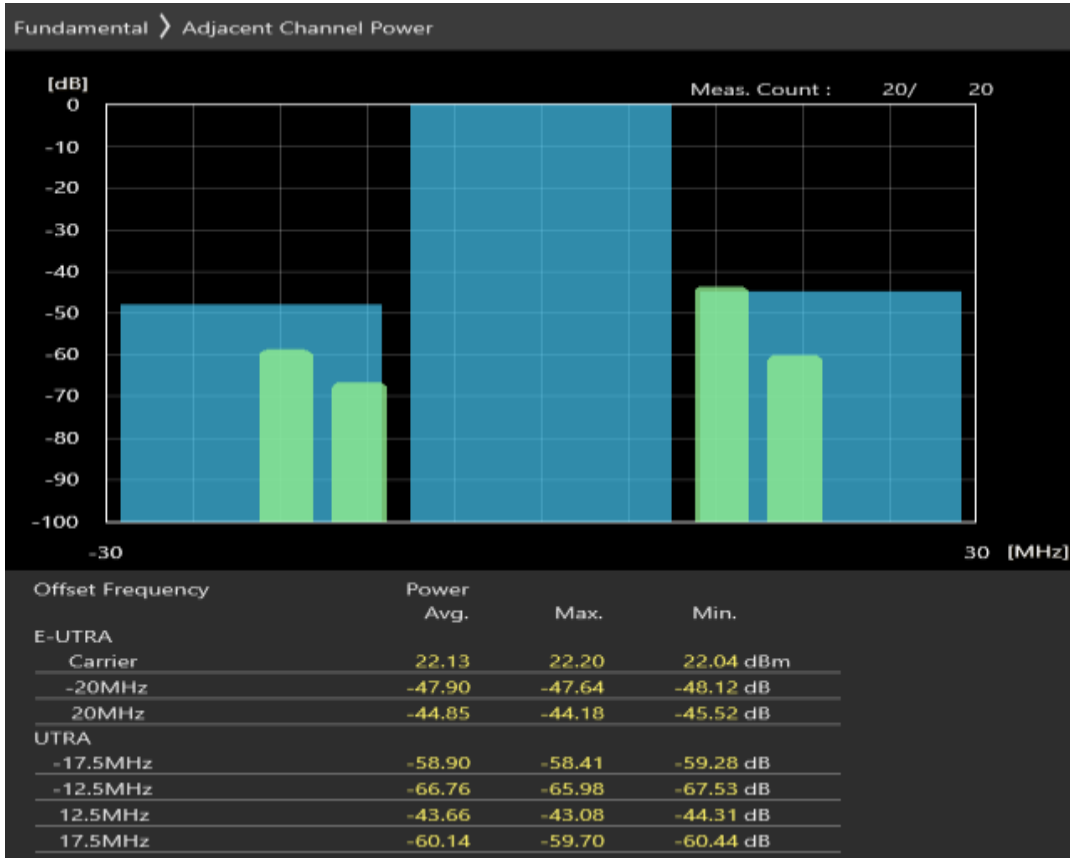 Fundamental 〉 Adjacent Channel Power
[dB]
Meas. Count : 20/ 20
0
-10
-20
-30
-40
-50
-60
-70
-80
-90
-100
-30 30 [MHz]
Offset Frequency Power
Avg. Max. Min.
E-UTRA
Carrier 22.13 22.20 22.04 dBm
-20MHz -47.90 -47.64 -48.12 dB
20MHz -44.85 -44.18 -45.52 dB
UTRA
-17.5MHz -58.90 -58.41 -59.28 dB
-12.5MHz -66.76 -65.98 -67.53 dB
12.5MHz -43.66 -43.08 -44.31 dB
17.5MHz -60.14 -59.70 -60.44 dB